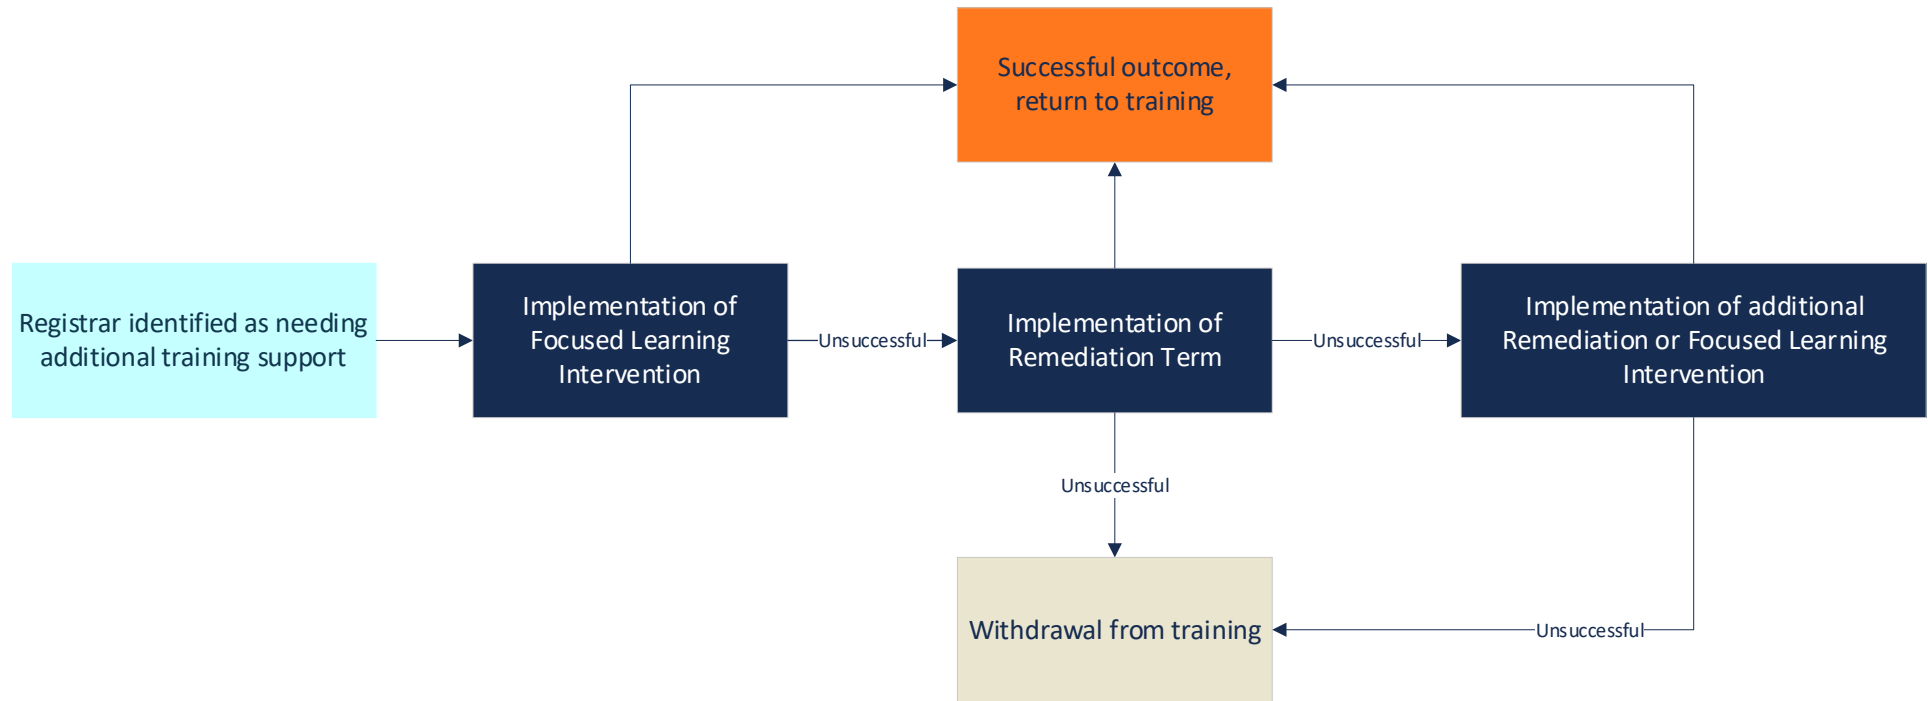 Successful outcome,
return to training
Registrar identified as needing
additional training support
Implementation of
Focused Learning
Intervention
Unsuccessful
Implementation of
Remediation Term
Unsuccessful
Implementation of additional
Remediation or Focused Learning
Intervention
Unsuccessful
Withdrawal from training
Unsuccessful